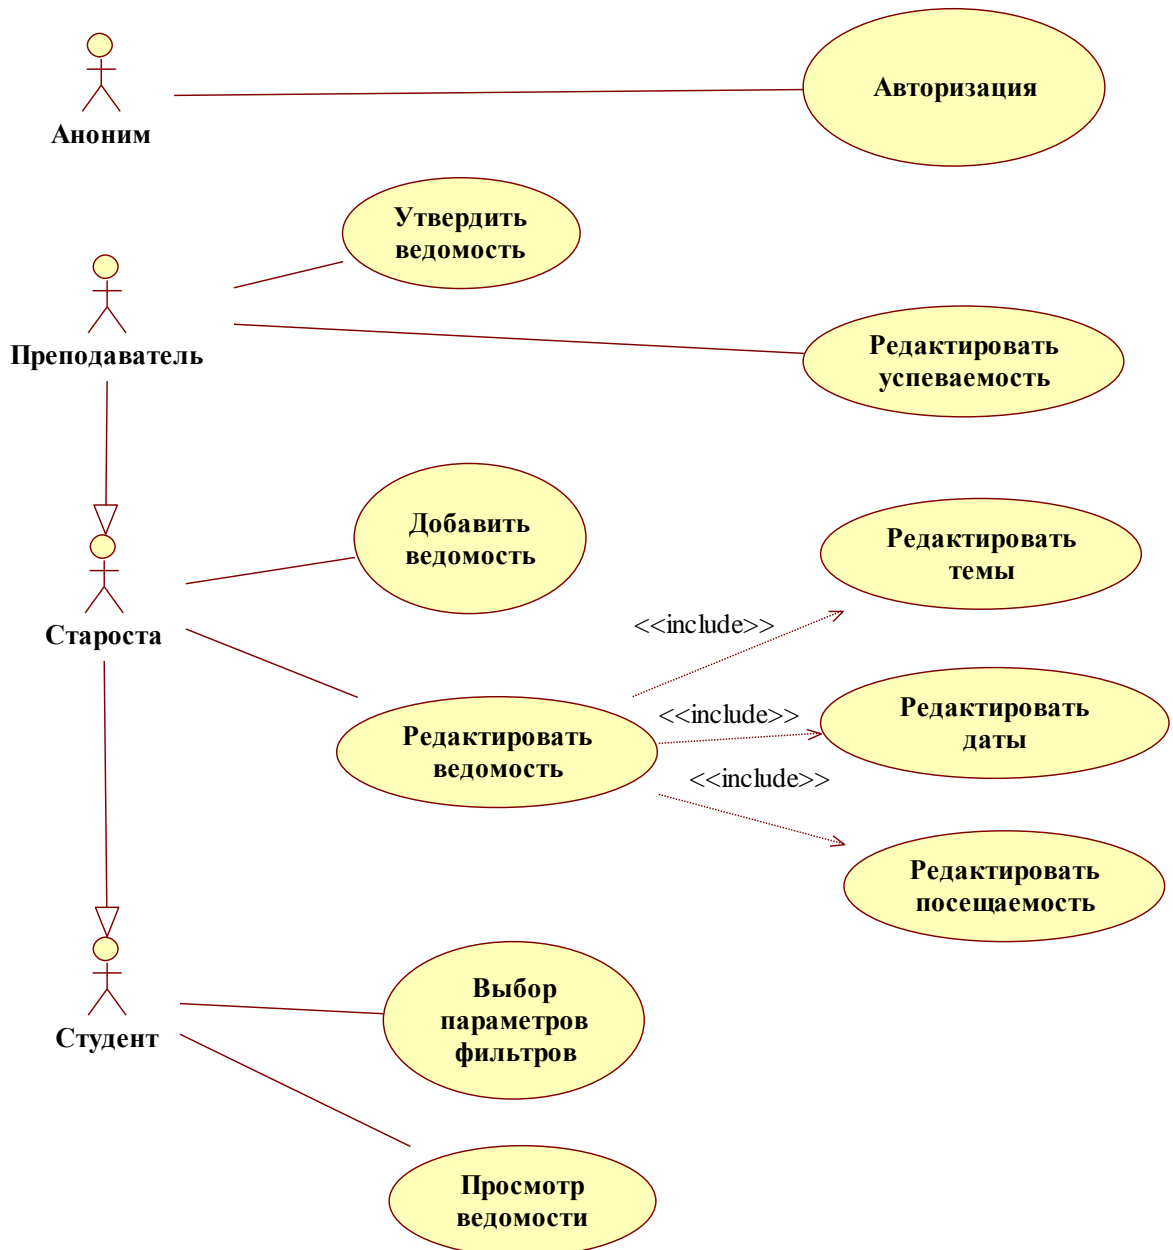 Аноним
Авторизация
Утвердить
ведомость
Преподаватель
Редактировать
успеваемость
Добавить
ведомость
Староста
Редактировать
темы
<<include>>
Редактировать
ведомость
<<include>>
Редактировать
даты
<<include>>
Редактировать
посещаемость
Студент
Выбор
параметров
фильтров
Просмотр
ведомости